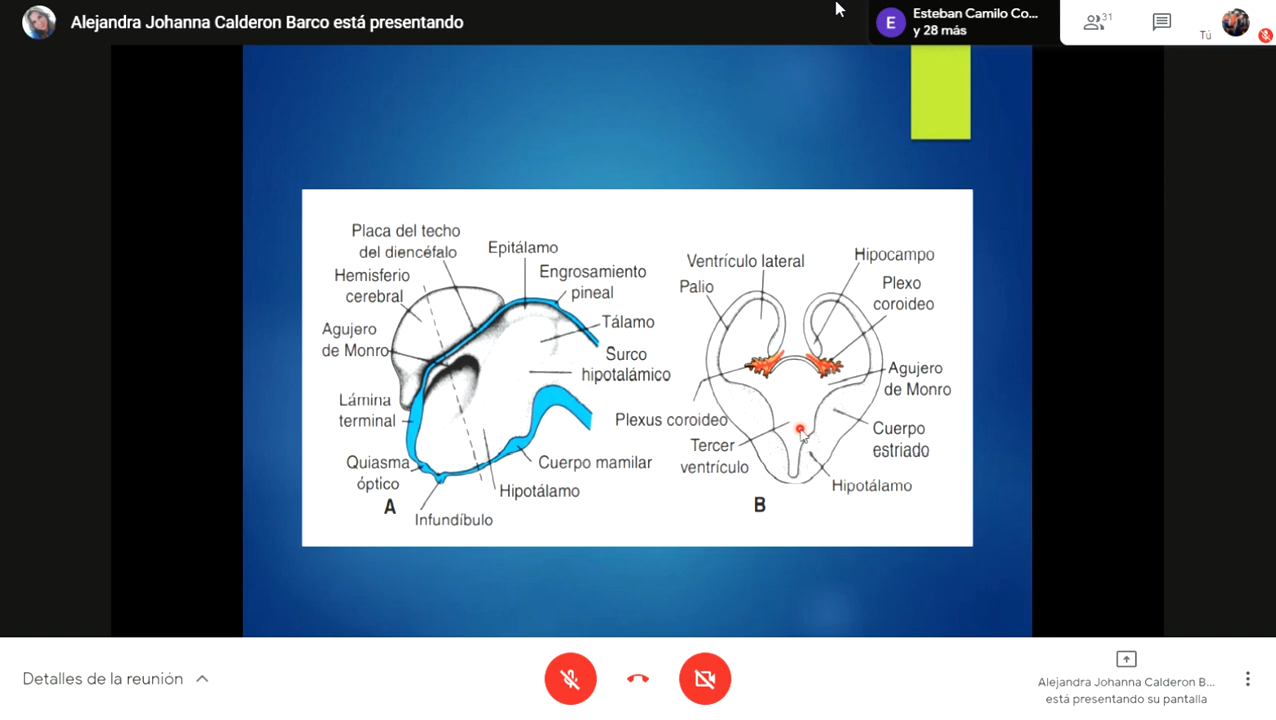 Alejandra Johanna Calderon Barco está presentando
E
Esteban Camilo Co...
y 28 más
31
Tú
Placa del techo
del diencéfalo
Hemisferio
cerebral
Agujero
de Monro
Lámina
terminal
Quiasma
óptico
A
Infundíbulo
Epitálamo
Engrosamiento
pineal
Tálamo
Surco
hipotalámico
Cuerpo mamilar
Hipotálamo
Ventrículo lateral
Palio
Hipocampo
Plexo
coroideo
Agujero
de Monro
Plexus coroideo
Tercer
ventrículo
Cuerpo
estriado
Hipotálamo
B
Detalles de la reunión
Alejandra Johanna Calderon B...
está presentando su pantalla